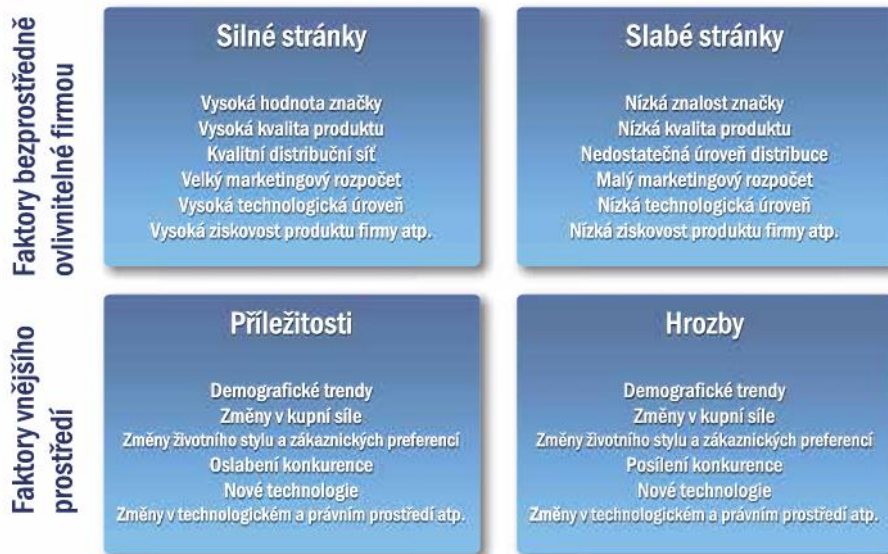 Faktory bezprostředně
ovlivnitelné firmou
Silné stránky
Vysoká hodnota značky
Vysoká kvalita produktu
Kvalitní distribuční síť
Velký marketingový rozpočet
Vysoká technologická úroveň
Vysoká ziskovost produktu firmy atp.
Slabé stránky
Nízká znalost značky
Nízká kvalita produktu
Nedostatečná úroveň distribuce
Malý marketingový rozpočet
Nízká technologická úroveň
Nízká ziskovost produktu firmy atp.
Faktory vnějšího
prostředí
Příležitosti
Demografické trendy
Změny v kupní síle
Změny životního stylu a zákaznických preferencí
Oslabení konkurence
Nové technologie
Změny v technologickém a právním prostředí atp.
Hrozby
Demografické trendy
Změny v kupní síle
Změny životního stylu a zákaznických preferencí
Posílení konkurence
Nové technologie
Změny v technologickém a právním prostředí atp.